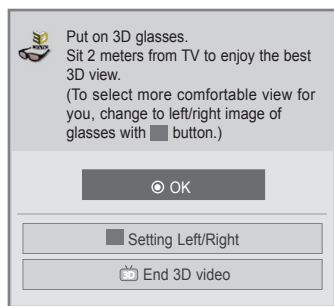 Put on 3D glasses.
Sit 2 meters from TV to enjoy the best
3D view.
(To select more comfortable view for
you, change to left/right image of
glasses with button.)
OK
Setting Left/Right
3D End 3D video